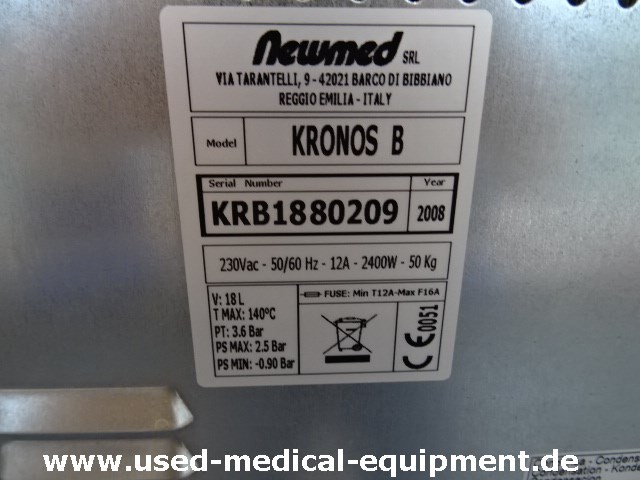 Newmed SRL
VIA TARANTELLI, 9 - 42021 BARCO DI BIBBIANO
REGGIO EMILIA - ITALY
Model KRONOS B
Serial Number Year
KRB1880209 2008
230Vac - 50/60 Hz - 12A - 2400W - 50 Kg
V: 18 L
T MAX: 140°C
PT: 3.6 Bar
PS MAX: 2.5 Bar
PS MIN: -0.90 Bar
FUSE: Min T12A-Max F16A
CE 0051
www.used-medical-equipment.de